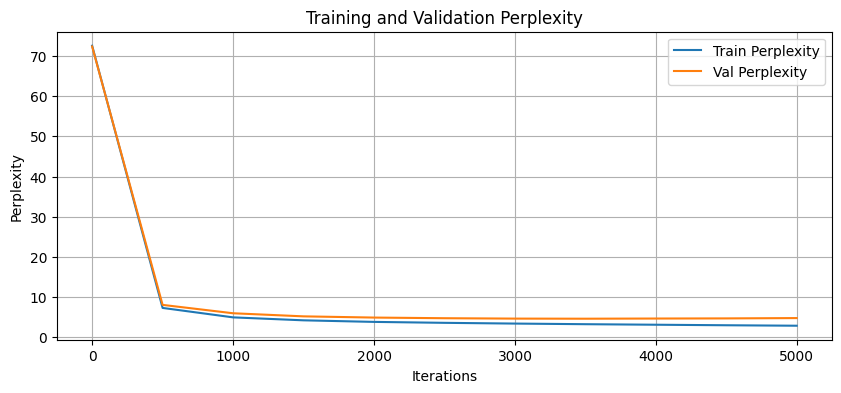 Training and Validation Perplexity
Train Perplexity
Val Perplexity
Perplexity
70
60
50
40
30
20
10
0
0 1000 2000 3000 4000 5000
Iterations